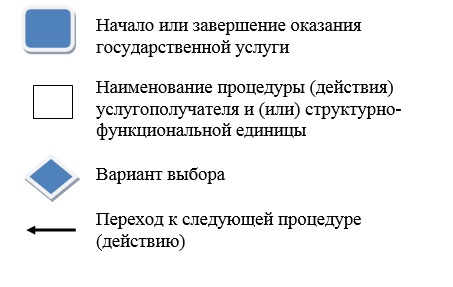 Начало или завершение оказания
государственной услуги
Наименование процедуры (действия)
услугополучателя и (или) структурно-
функциональной единицы
Вариант выбора
Переход к следующей процедуре
(действию)